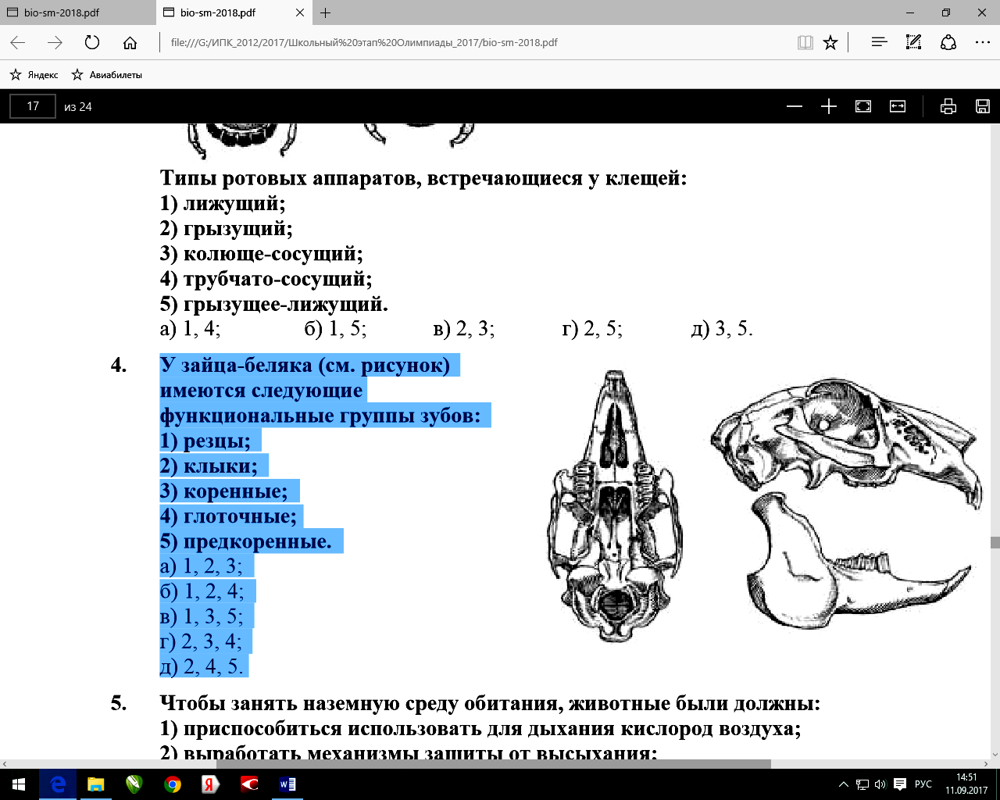 bio-sm-2018.pdf
bio-sm-2018.pdf
file:///G:/ИПК_2012/2017/Школьный%20этап%20Олимпиады_2017/bio-sm-2018.pdf
Яндекс
Авиабилеты
17 из 24
Типы ротовых аппаратов, встречающиеся у клещей:
1) лижущий;
2) грызущий;
3) колюще-сосущий;
4) трубчато-сосущий;
5) грызущее-лижущий.
а) 1, 4; б) 1, 5; в) 2, 3; г) 2, 5; д) 3, 5.
4. У зайца-беляка (см. рисунок)
имеются следующие
функциональные группы зубов:
1) резцы;
2) клыки;
3) коренные;
4) глоточные;
5) предкоренные.
а) 1, 2, 3;
б) 1, 2, 4;
в) 1, 3, 5;
г) 2, 3, 4;
д) 2, 4, 5.
5. Чтобы занять наземную среду обитания, животные были должны:
1) приспособиться использовать для дыхания кислород воздуха;
2) выработать механизмы защиты от высыхания;
РУС
14:51
11.09.2017